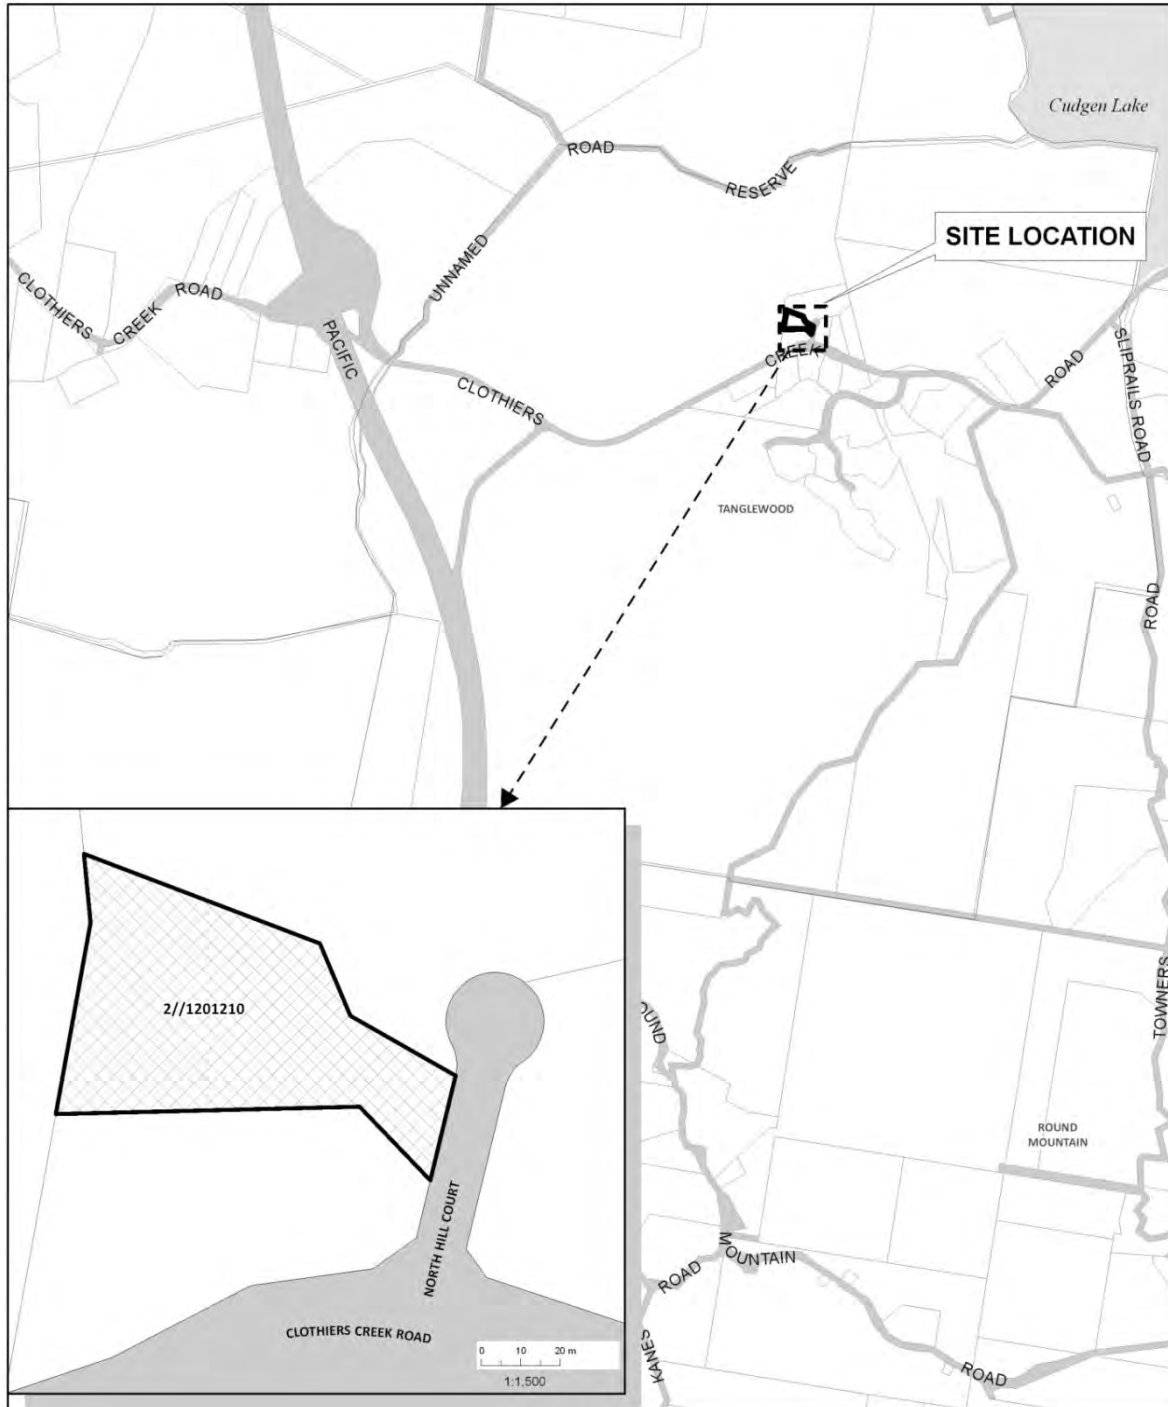 Cudgen Lake
ROAD
RESERVE
SITE LOCATION
UNNAMED
CLOTHIERS
CREEK
ROAD
PACIFIC
CREEK
CLOTHIERS
ROAD
SLIPRAILS ROAD
TANGLEWOOD
ROAD
2//1201210
NORTH HILL COURT
CLOTHIERS CREEK ROAD
0 10 20 m
1:1,500
OUND
TOWNERS
ROUND
MOUNTAIN
MOUNTAIN
ROAD
ROAD
KANES